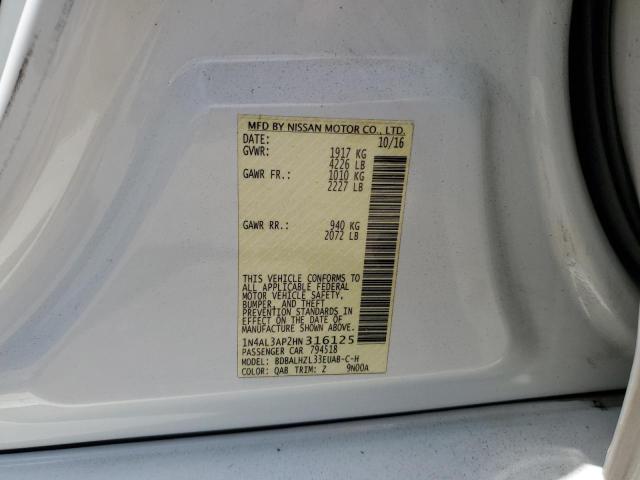 MFD BY NISSAN MOTOR CO., LTD.
DATE: 10/16
GVWR: 1917 KG
4226 LB
GAWR FR.: 1010 KG
2227 LB
GAWR RR.: 940 KG
2072 LB
THIS VEHICLE CONFORMS TO
ALL APPLICABLE FEDERAL
MOTOR VEHICLE SAFETY,
BUMPER, AND THEFT
PREVENTION STANDARDS IN
EFFECT ON THE DATE OF
MANUFACTURE SHOWN ABOVE.
1N4AL3AP2HN316125
PASSENGER CAR 794518
MODEL: BDBALHZL33EUAB-C-H
COLOR: QAB TRIM: Z 9N00A